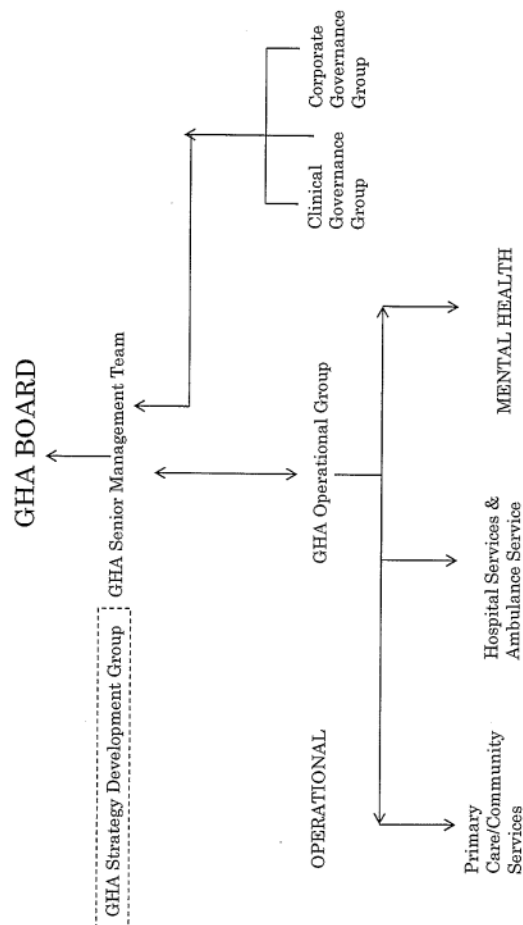 GHA BOARD
GHA Strategy Development Group
GHA Senior Management Team
Clinical
Governance
Group
Corporate
Governance
Group
OPERATIONAL
GHA Operational Group
Primary
Care/Community
Services
Hospital Services &
Ambulance Service
MENTAL HEALTH